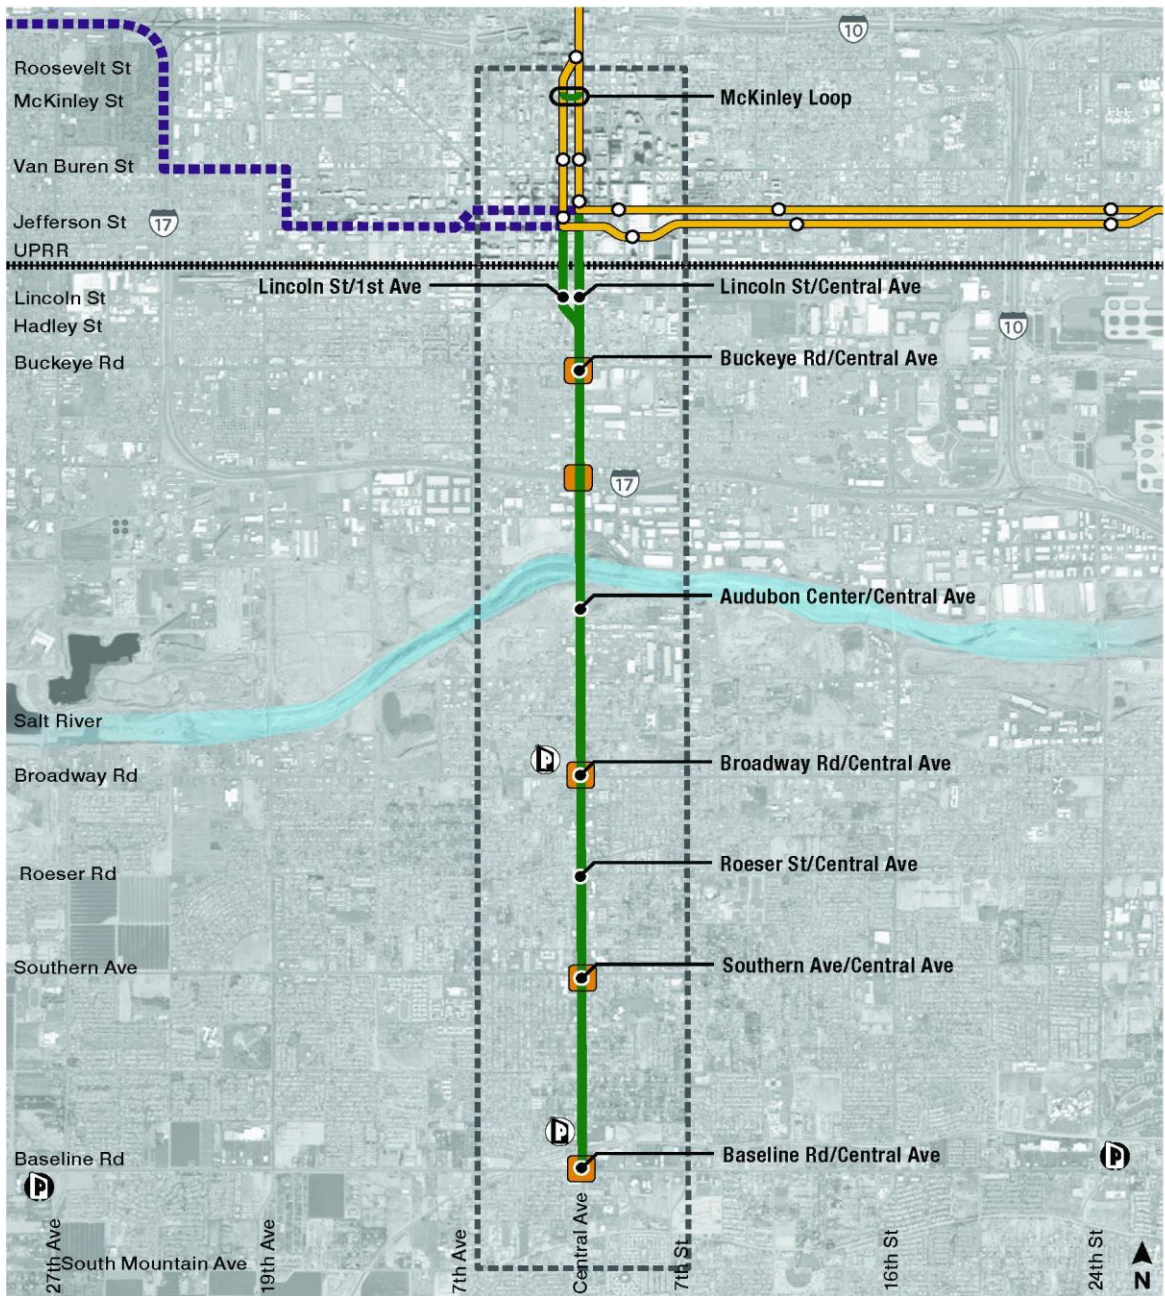 10
Roosevelt St
McKinley St
McKinley Loop
Van Buren St
Jefferson St
17
UPRR
Lincoln St/1st Ave
Lincoln St/Central Ave
Lincoln St
Hadley St
10
Buckeye Rd
Buckeye Rd/Central Ave
17
Audubon Center/Central Ave
Salt River
P
Broadway Rd/Central Ave
Broadway Rd
Roeser St/Central Ave
Roeser Rd
Southern Ave/Central Ave
Southern Ave
P
Baseline Rd/Central Ave
Baseline Rd
P
P
27th Ave
South Mountain Ave
19th Ave
7th Ave
Central Ave
7th St
16th St
24th St
N